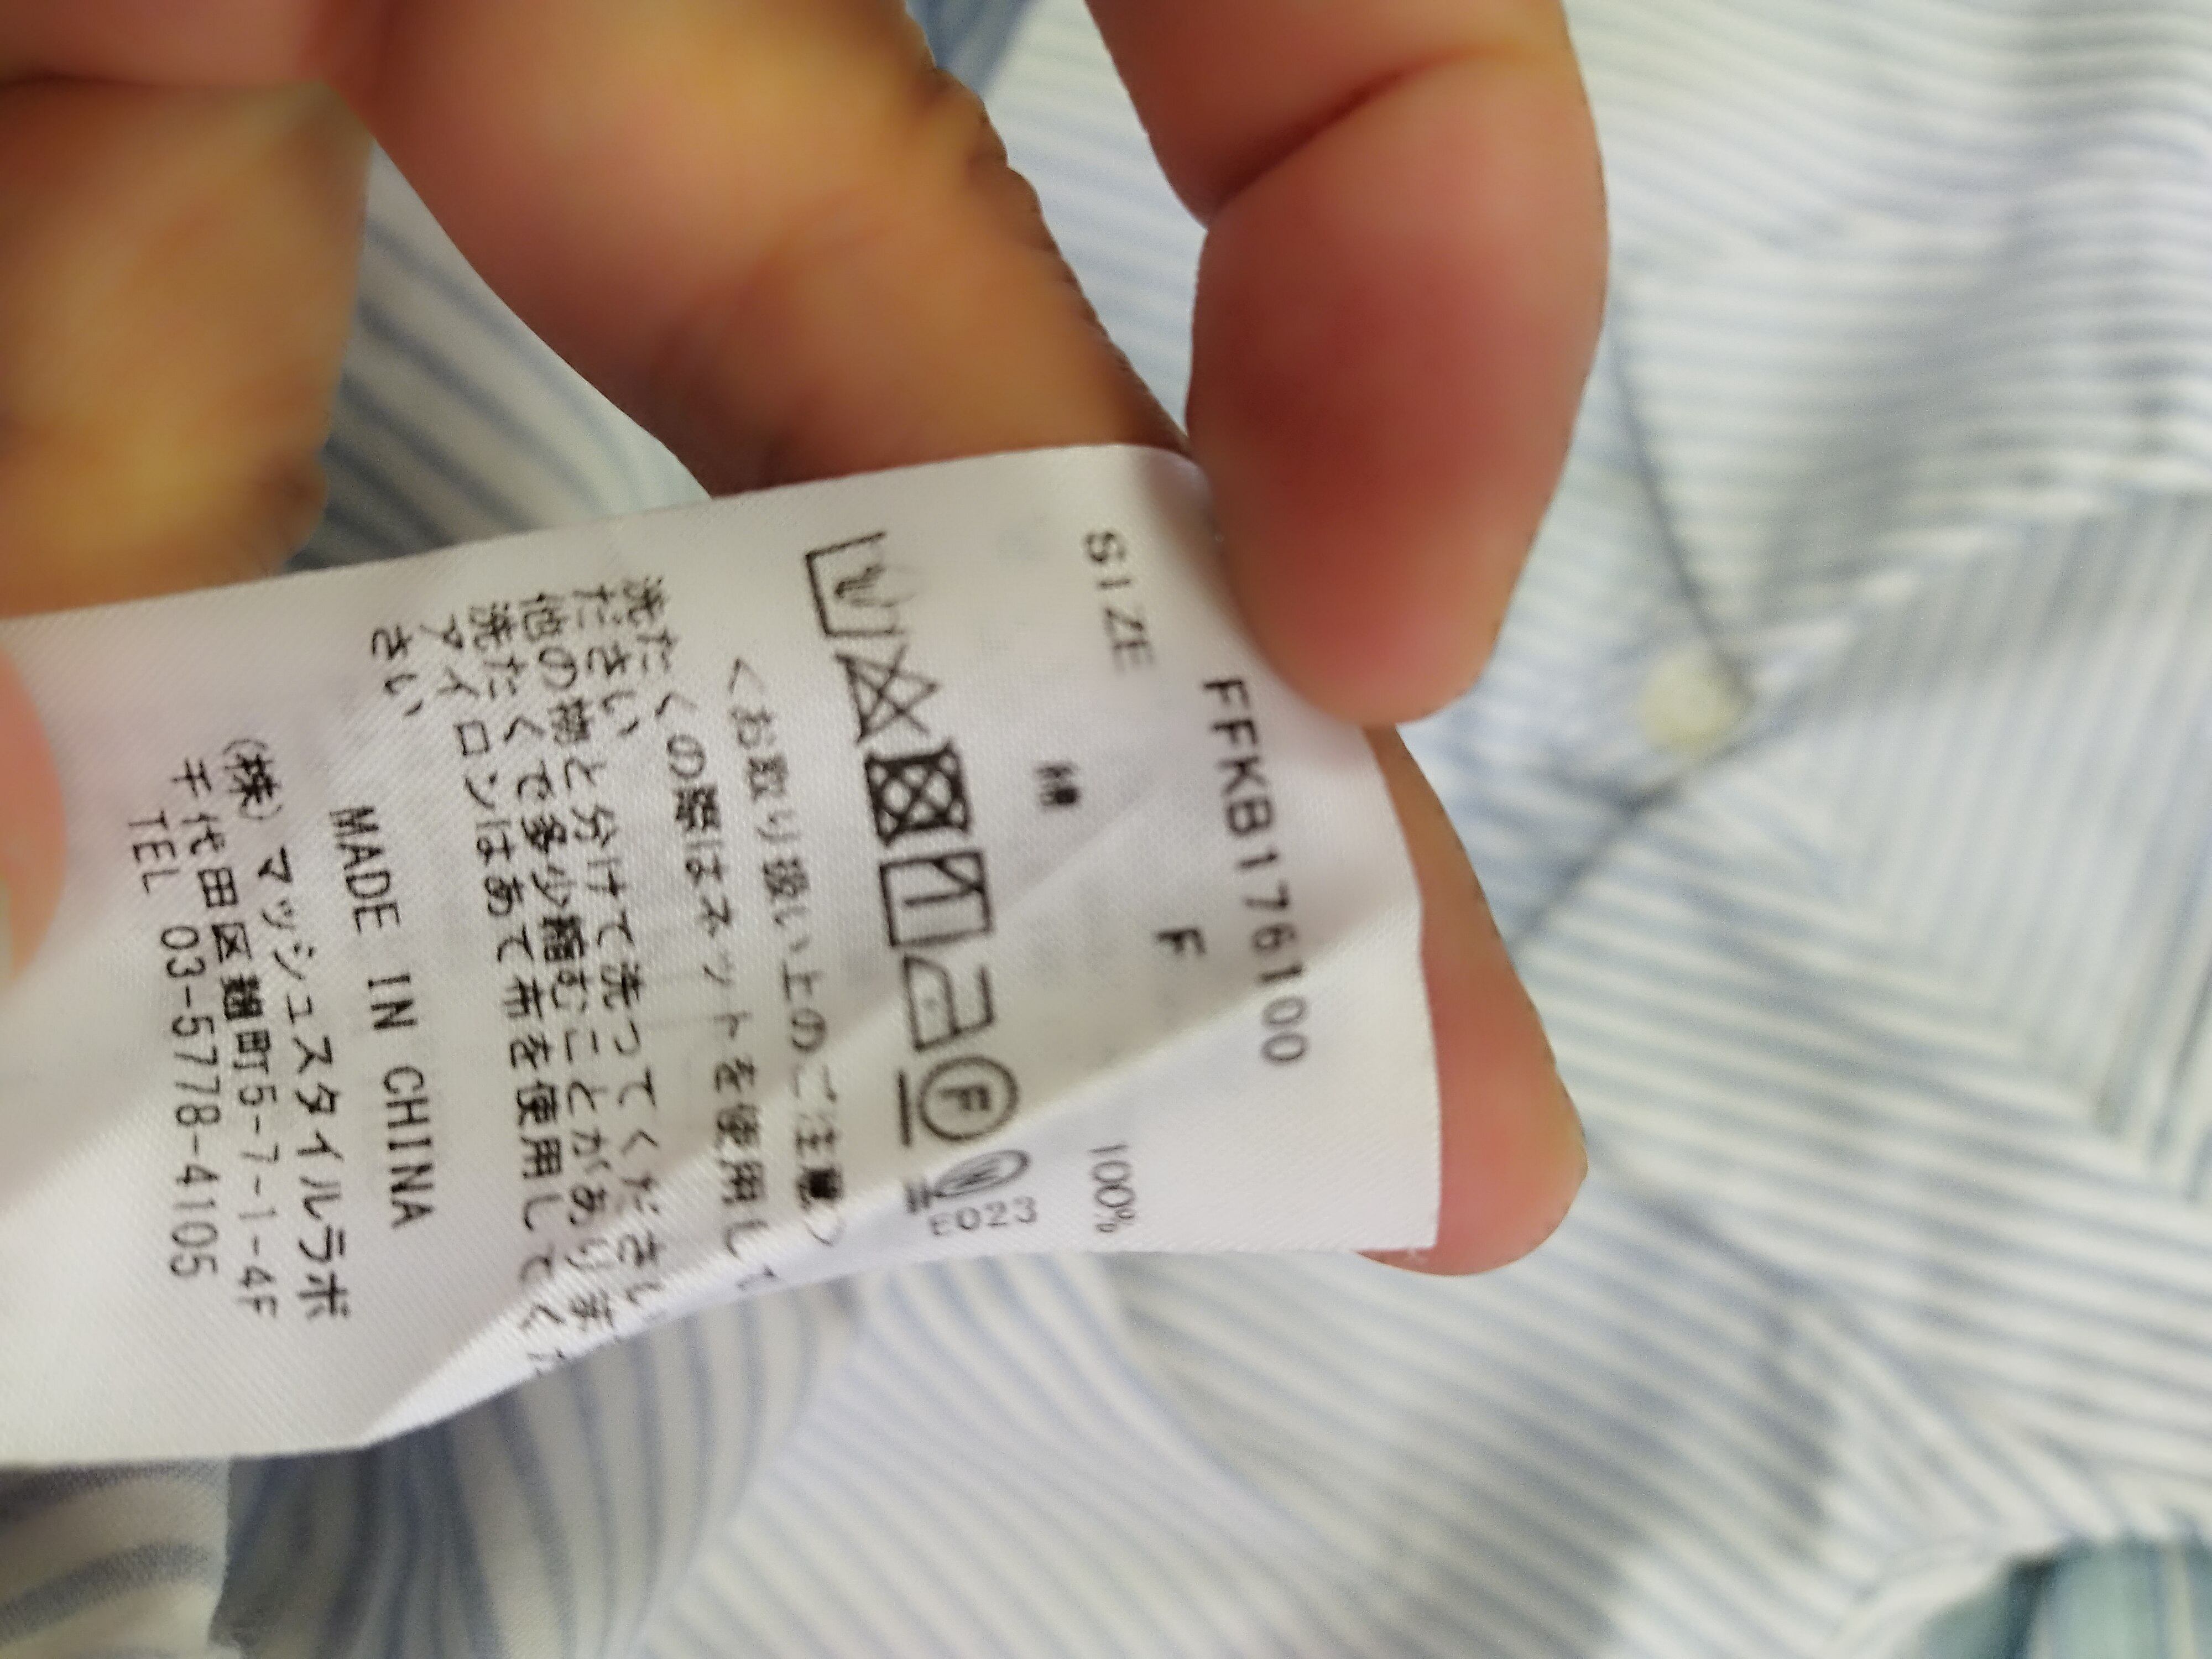 FFKB176100
SIZE F
綿 100%
F W
E023
<お取り扱い上のご注意>
洗たくの際はネットを使用して
ださい
他の物と分けて洗ってください
洗たくで多少縮むことがありま
アイロンはあて布を使用してくだ
さい
MADE IN CHINA
(株)マッシュスタイルラボ
千代田区麹町5-7-1-4F
TEL 03-5778-4105